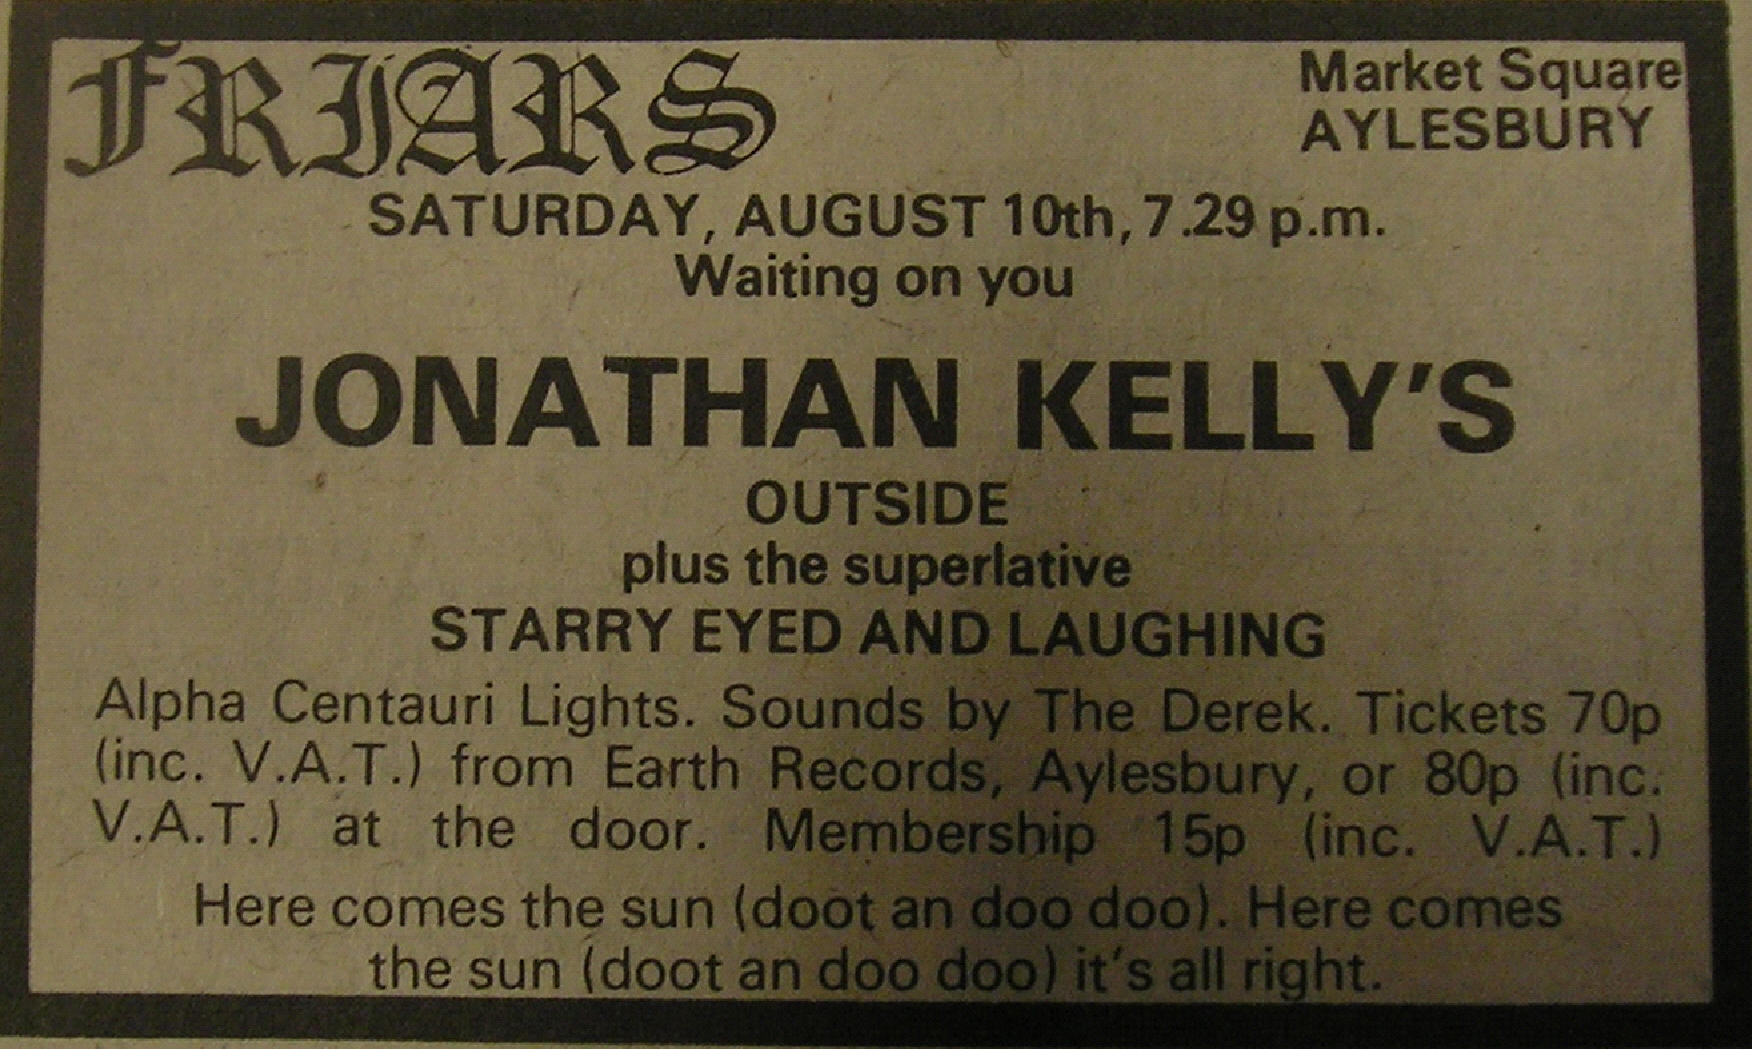 FRIARS
Market Square
AYLESBURY
SATURDAY, AUGUST 10th, 7.29 p.m.
Waiting on you
JONATHAN KELLY'S
OUTSIDE
plus the superlative
STARRY EYED AND LAUGHING
Alpha Centauri Lights. Sounds by The Derek. Tickets 70p
(inc. V.A.T.) from Earth Records, Aylesbury, or 80p (inc.
V.A.T.) at the door. Membership 15p (inc. V.A.T.)
Here comes the sun (doot an doo doo). Here comes
the sun (doot an doo doo) it's all right.